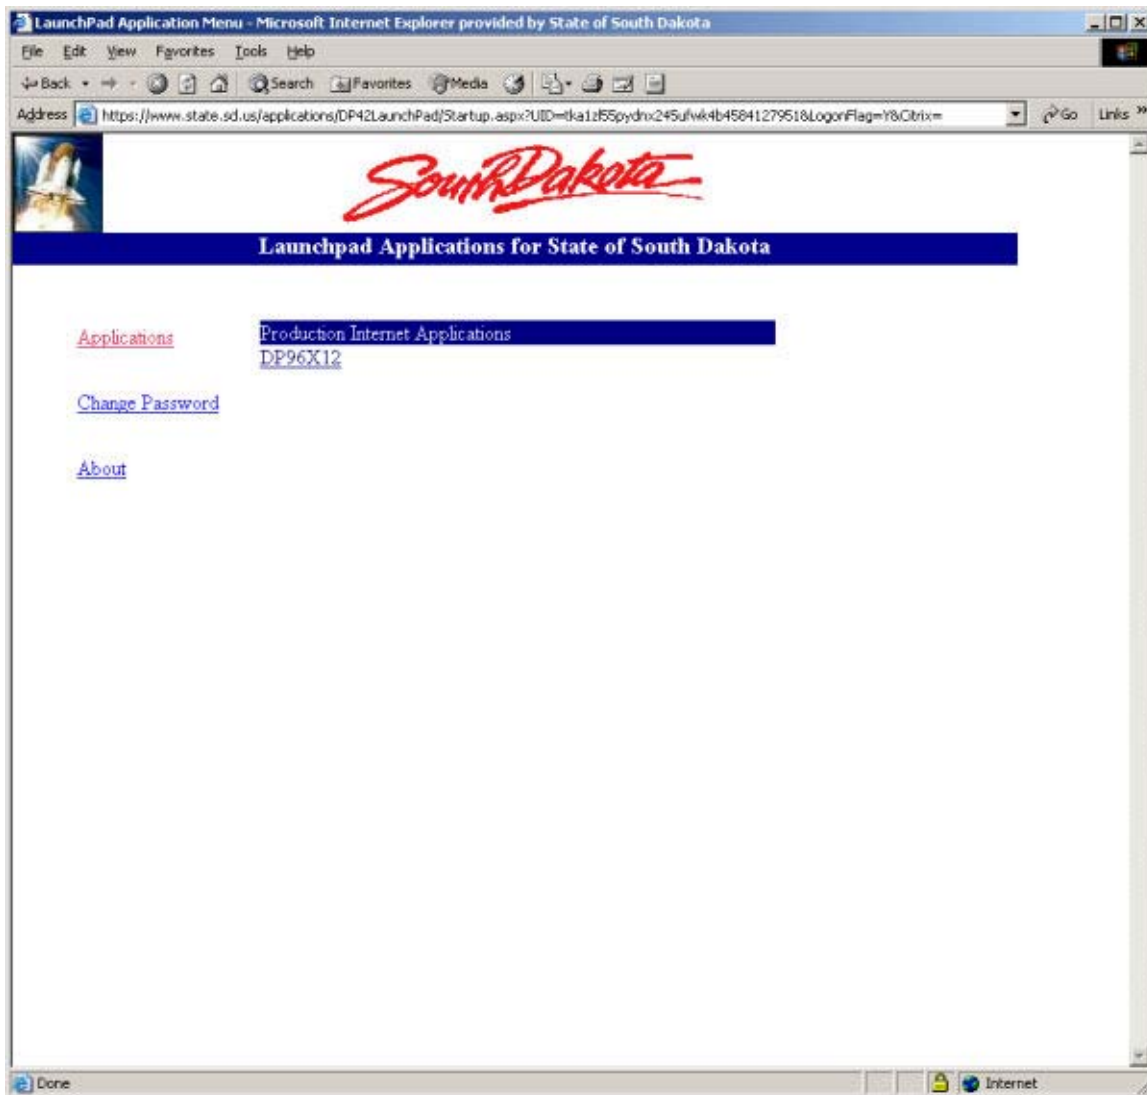 LaunchPad Application Menu - Microsoft Internet Explorer provided by State of South Dakota
File Edit View Favorites Tools Help
Back Search Favorites Media
Address https://www.state.sd.us/applications/DP42LaunchPad/Startup.aspx?UID=tka1zf55pydnx245ufwk4b458412795 1&LogonFlag=Y&Citrix= Go Links »
South Dakota
Launchpad Applications for State of South Dakota
Applications
Production Internet Applications
DP96X12
Change Password
About
Done Internet